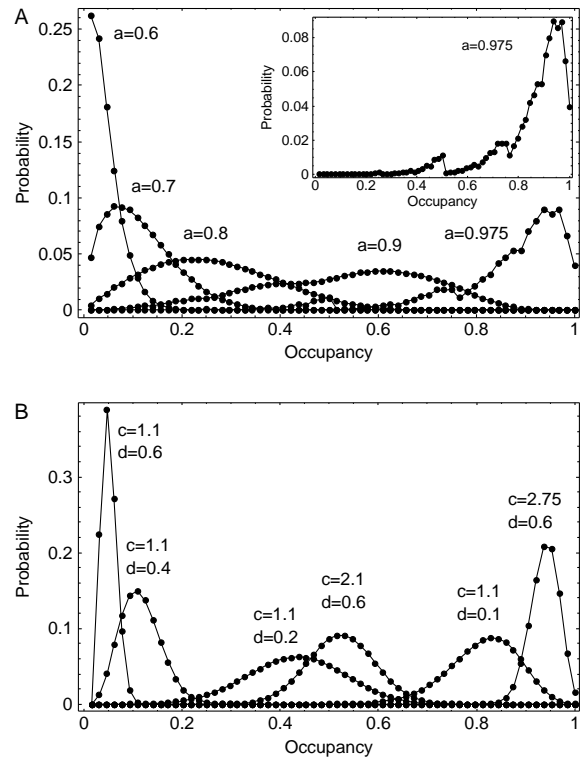 A
0.25
0.2
0.15
0.1
0.05
0
Probability
a=0.6
a=0.7
a=0.8
a=0.9
a=0.975
0 0.2 0.4 0.6 0.8 1
Occupancy
0.08
0.06
0.04
0.02
0
Probability
a=0.975
0 0.2 0.4 0.6 0.8 1
Occupancy
B
0.3
0.2
0.1
0
Probability
c=1.1
d=0.6
c=1.1
d=0.4
c=1.1
d=0.2
c=2.1
d=0.6
c=1.1
d=0.1
c=2.75
d=0.6
0 0.2 0.4 0.6 0.8 1
Occupancy